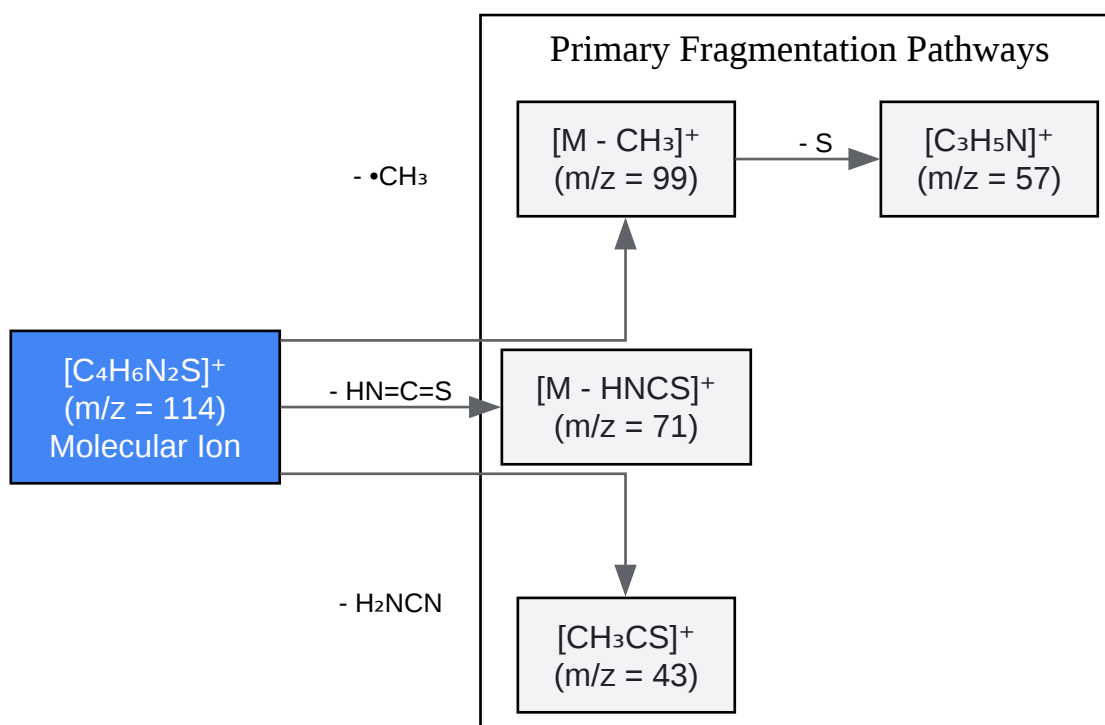 Primary Fragmentation Pathways
[M - CH₃]⁺
(m/z = 99)
- S
[C₃H₅N]⁺
(m/z = 57)
- •CH₃
[C₄H₆N₂S]⁺
(m/z = 114)
Molecular Ion
- HN=C=S
[M - HNCS]⁺
(m/z = 71)
- H₂NCN
[CH₃CS]⁺
(m/z = 43)